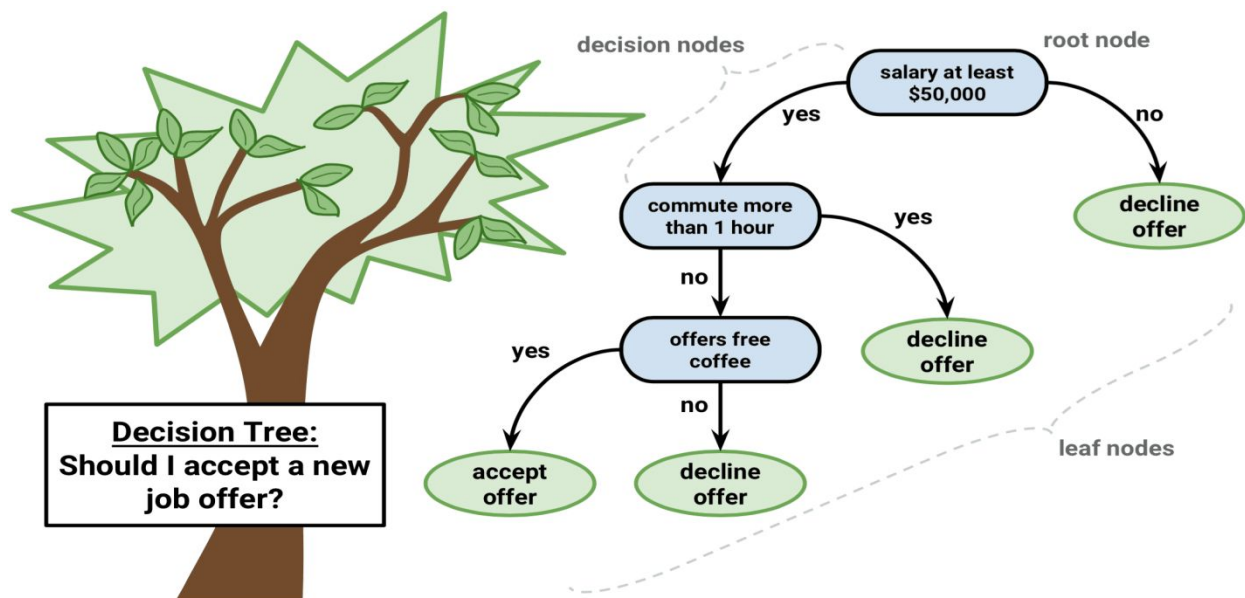 decision nodes
root node
salary at least
$50,000
yes
no
commute more
than 1 hour
yes
decline
offer
no
offers free
coffee
decline
offer
yes
no
Decision Tree:
Should I accept a new
job offer?
accept
offer
decline
offer
leaf nodes